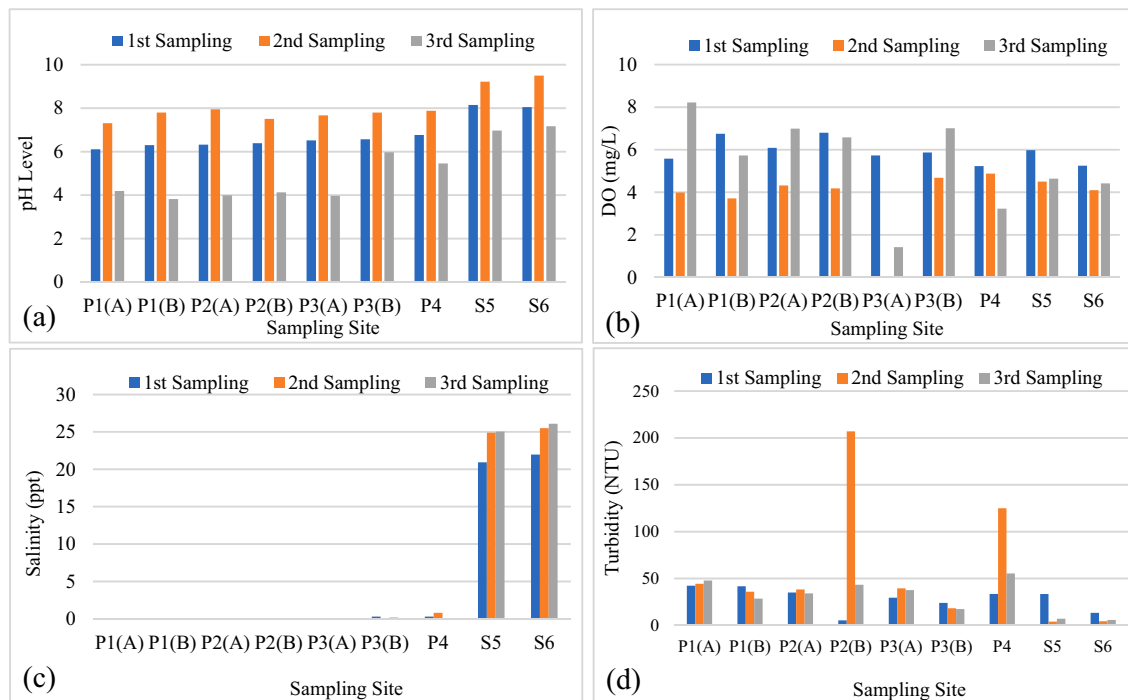 1st Sampling 2nd Sampling 3rd Sampling
10
8
6
4
2
0
pH Level
P1(A) P1(B) P2(A) P2(B) P3(A) P3(B) P4 S5 S6
Sampling Site
(a)
1st Sampling 2nd Sampling 3rd Sampling
10
8
6
4
2
0
DO (mg/L)
P1(A) P1(B) P2(A) P2(B) P3(A) P3(B) P4 S5 S6
Sampling Site
(b)
1st Sampling 2nd Sampling 3rd Sampling
30
25
20
15
10
5
0
Salinity (ppt)
P1(A) P1(B) P2(A) P2(B) P3(A) P3(B) P4 S5 S6
Sampling Site
(c)
1st Sampling 2nd Sampling 3rd Sampling
250
200
150
100
50
0
Turbidity (NTU)
P1(A) P1(B) P2(A) P2(B) P3(A) P3(B) P4 S5 S6
Sampling Site
(d)